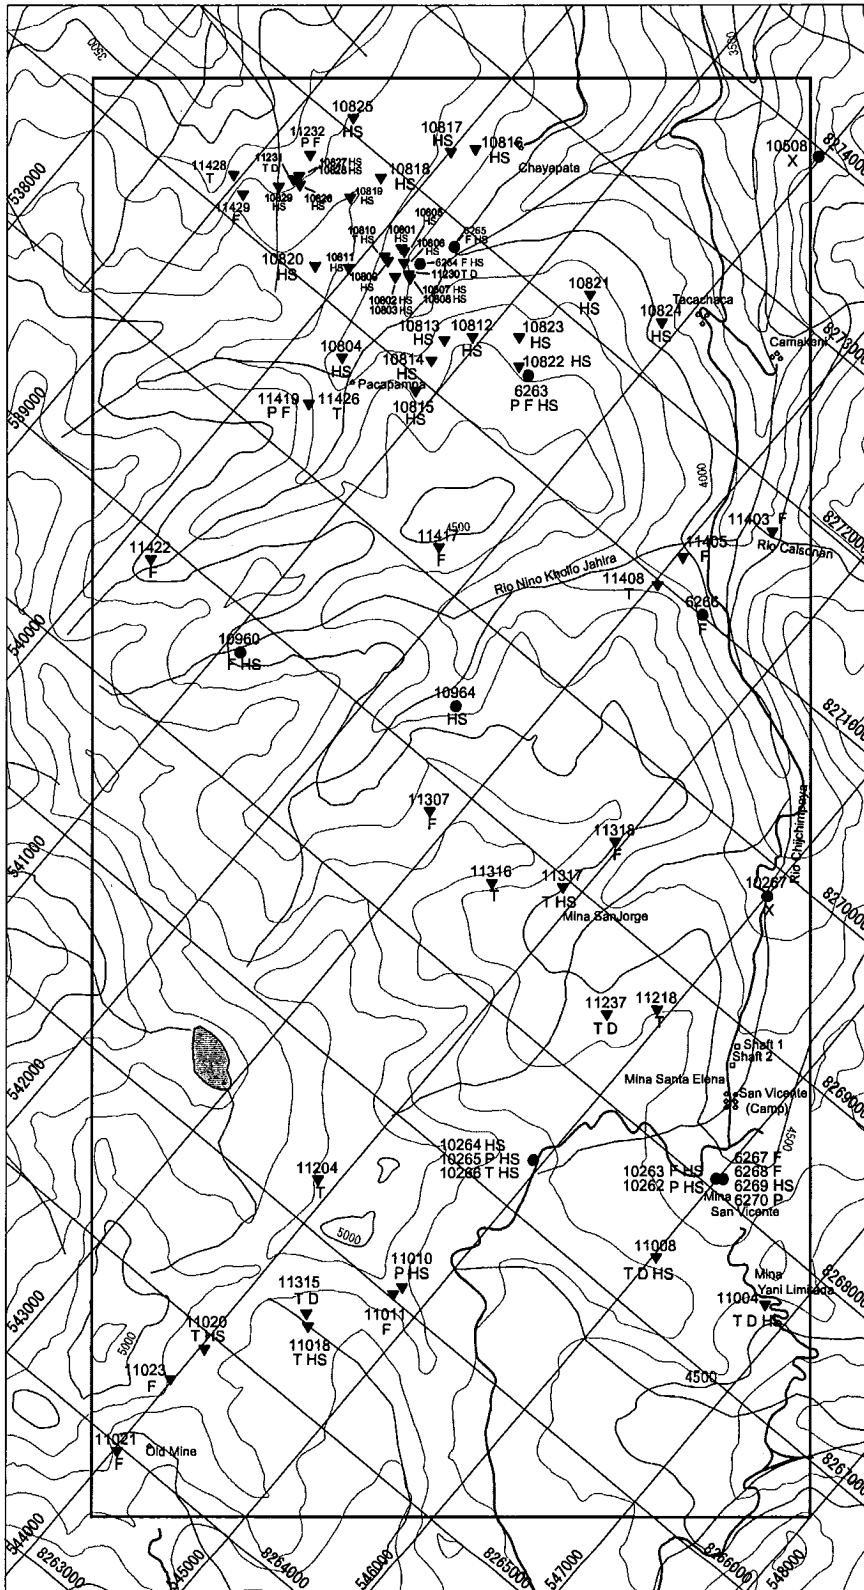 3500
3500
10825
HS
10817
HS
10816
HS
Chayapata
10508
X
8274000
538000
11232
P F
11231
T D
10827 HS
10828 HS
11428
T
11429
F
10829
HS
10826
HS
10818
HS
10819
HS
10805
HS
10801
HS
10806
HS
6265
F HS
10810
T HS
6264 F HS
11230 T D
10820
HS
10811
HS
10809
HS
10807 HS
10808 HS
10802 HS
10803 HS
10821
HS
Tacachaca
10824
HS
8273000
10813
HS
10812
HS
10823
HS
Camakeni
10804
HS
10814
HS
10822 HS
Pacapampa
10815
HS
6263
P F HS
539000
11419
P F
11426
T
4000
4500
11417
F
11403 F
Rio Calsonan
8272000
11422
F
11405
F
Rio Nino Khollo Jahira
11408
T
6266
F
540000
10960
F HS
10964
HS
8271000
11307
F
Rio Chijchimpaya
11318
F
541000
11316
T
11317
T HS
Mina SanJorge
10267
X
8270000
11237
T D
11218
T
Shaft 1
Shaft 2
542000
Mina Santa Elena
San Vicente
(Camp)
8269000
4500
10264 HS
10265 P HS
10266 T HS
10263 F HS
10262 P HS
6267 F
6268 F
6269 HS
6270 P
Mina
San Vicente
11204
T
5000
11008
T D HS
11010
P HS
Mina
Yani Limitada
8268000
543000
11315
T D
11011
F
11004
T D HS
11020
T HS
5000
11018
T HS
11023
F
4500
11021
F
Old Mine
8267000
544000
8263000
545000
8264000
546000
8265000
547000
8266000
548000